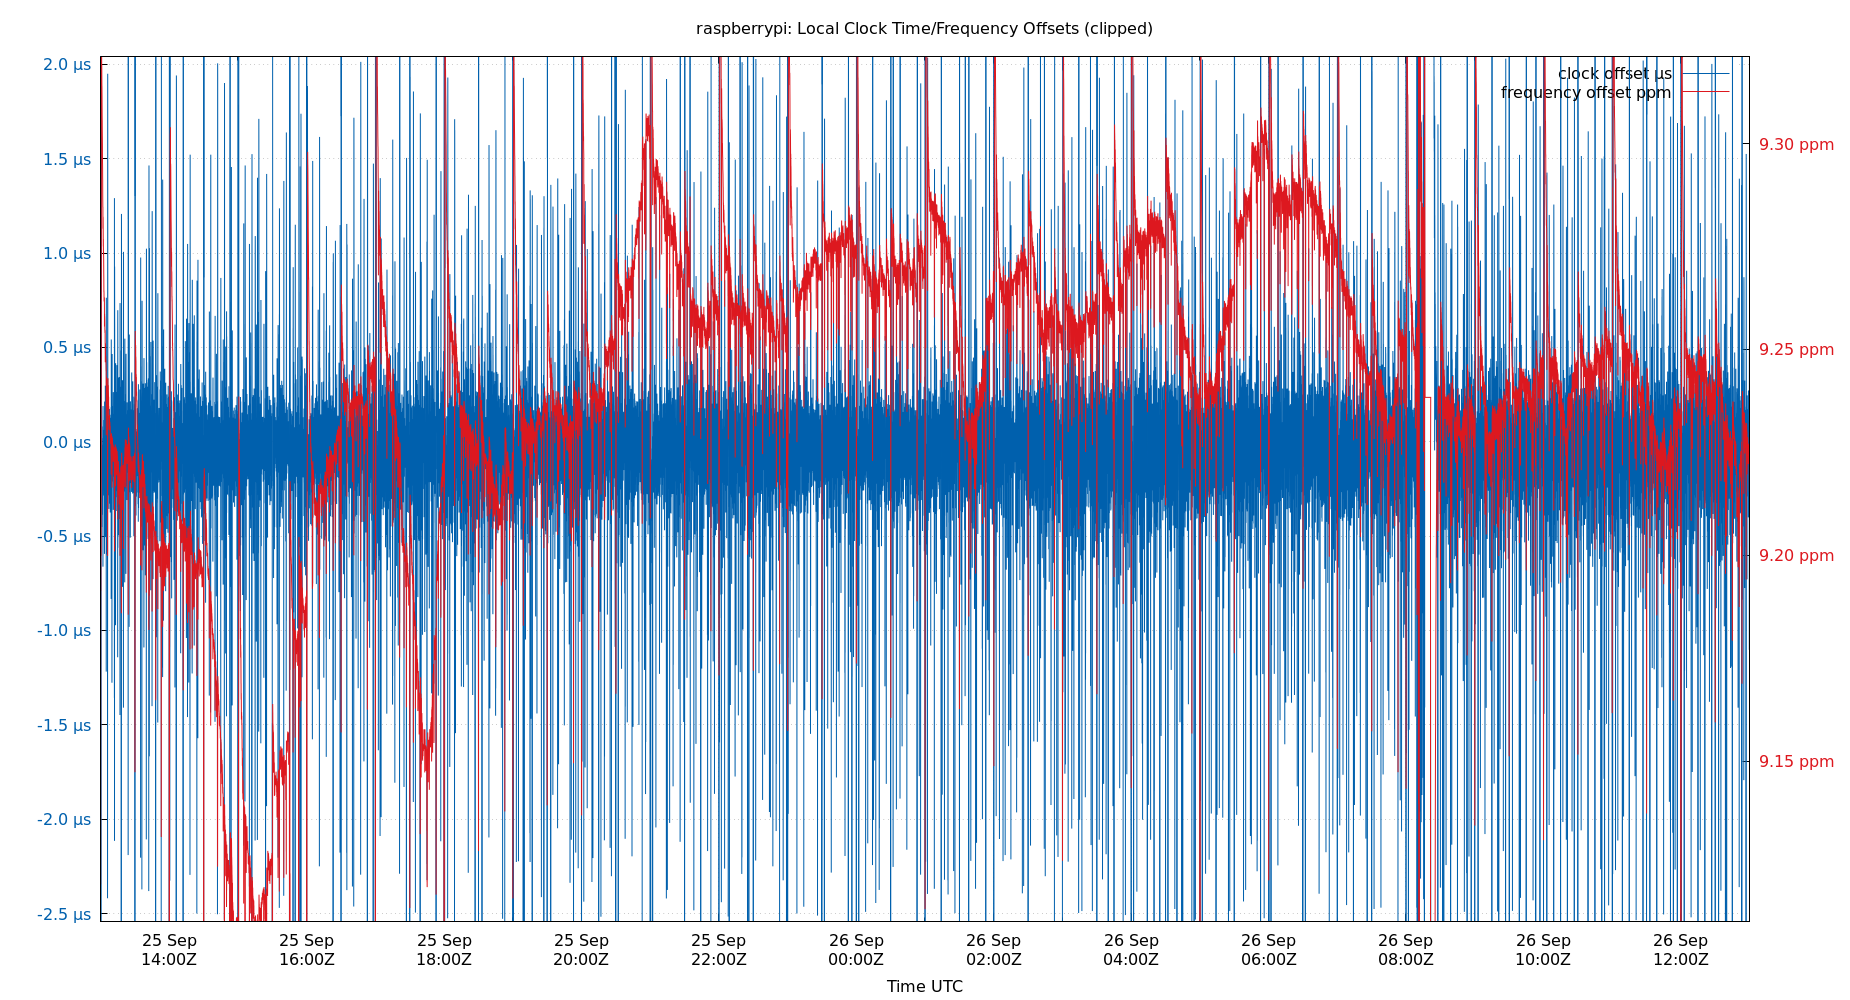 raspberrypi: Local Clock Time/Frequency Offsets (clipped)
clock offset µs
frequency offset ppm
2.0 µs
1.5 µs
1.0 µs
0.5 µs
0.0 µs
-0.5 µs
-1.0 µs
-1.5 µs
-2.0 µs
-2.5 µs
9.30 ppm
9.25 ppm
9.20 ppm
9.15 ppm
25 Sep 25 Sep 25 Sep 25 Sep 25 Sep 26 Sep 26 Sep 26 Sep 26 Sep 26 Sep 26 Sep 26 Sep
14:00Z 16:00Z 18:00Z 20:00Z 22:00Z 00:00Z 02:00Z 04:00Z 06:00Z 08:00Z 10:00Z 12:00Z
Time UTC